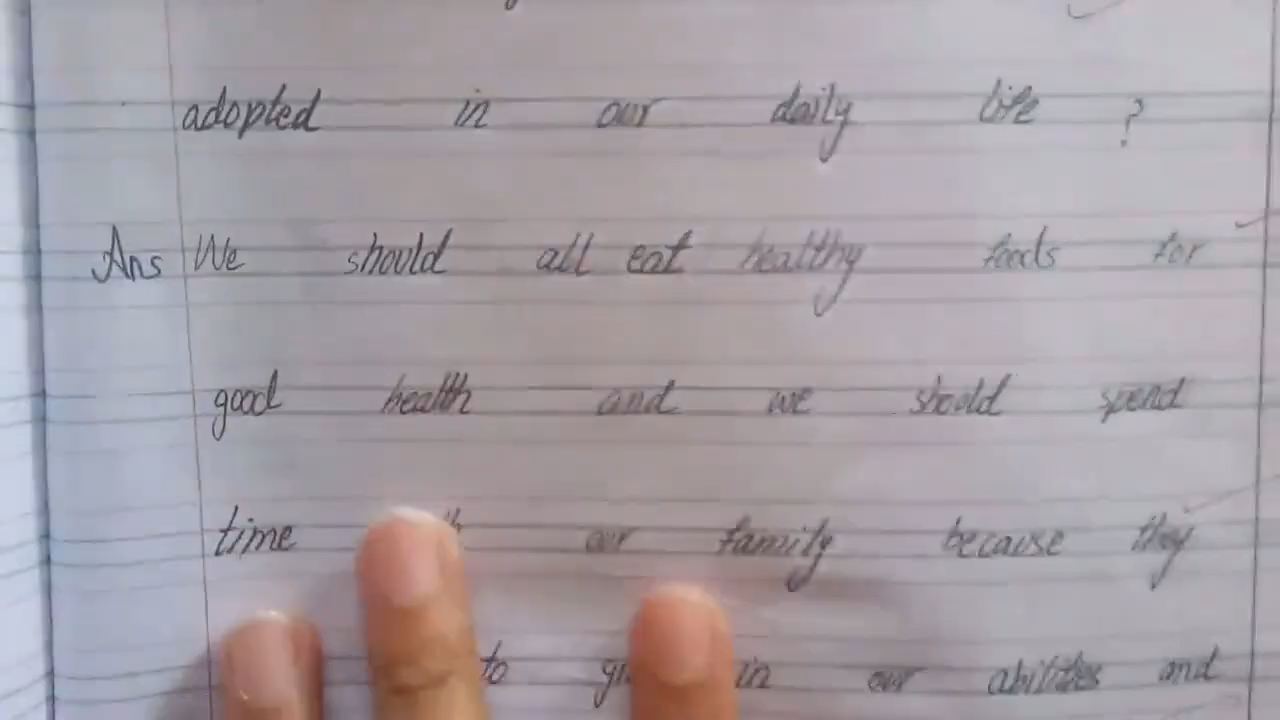 adopted in our daily life ?
Ans We should all eat healthy foods for
good health and we should spend
time our family because they
to in our abilities and